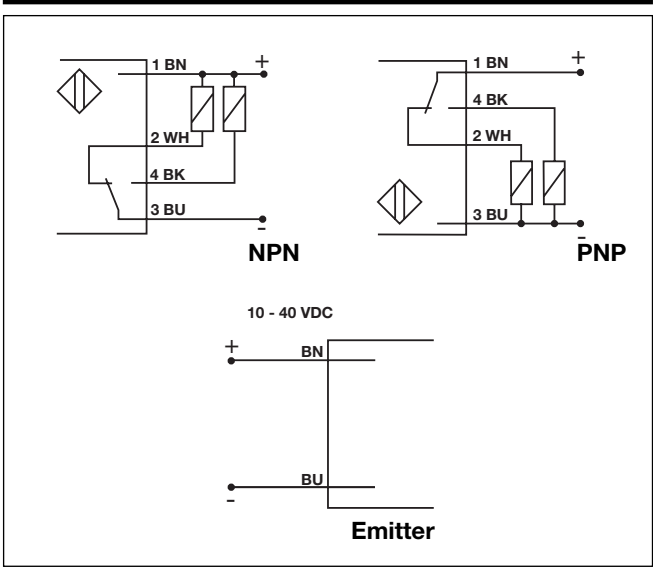 1 BN
+
2 WH
4 BK
3 BU
-
NPN
1 BN
+
4 BK
2 WH
3 BU
-
PNP
10 - 40 VDC
+
BN
BU
-
Emitter